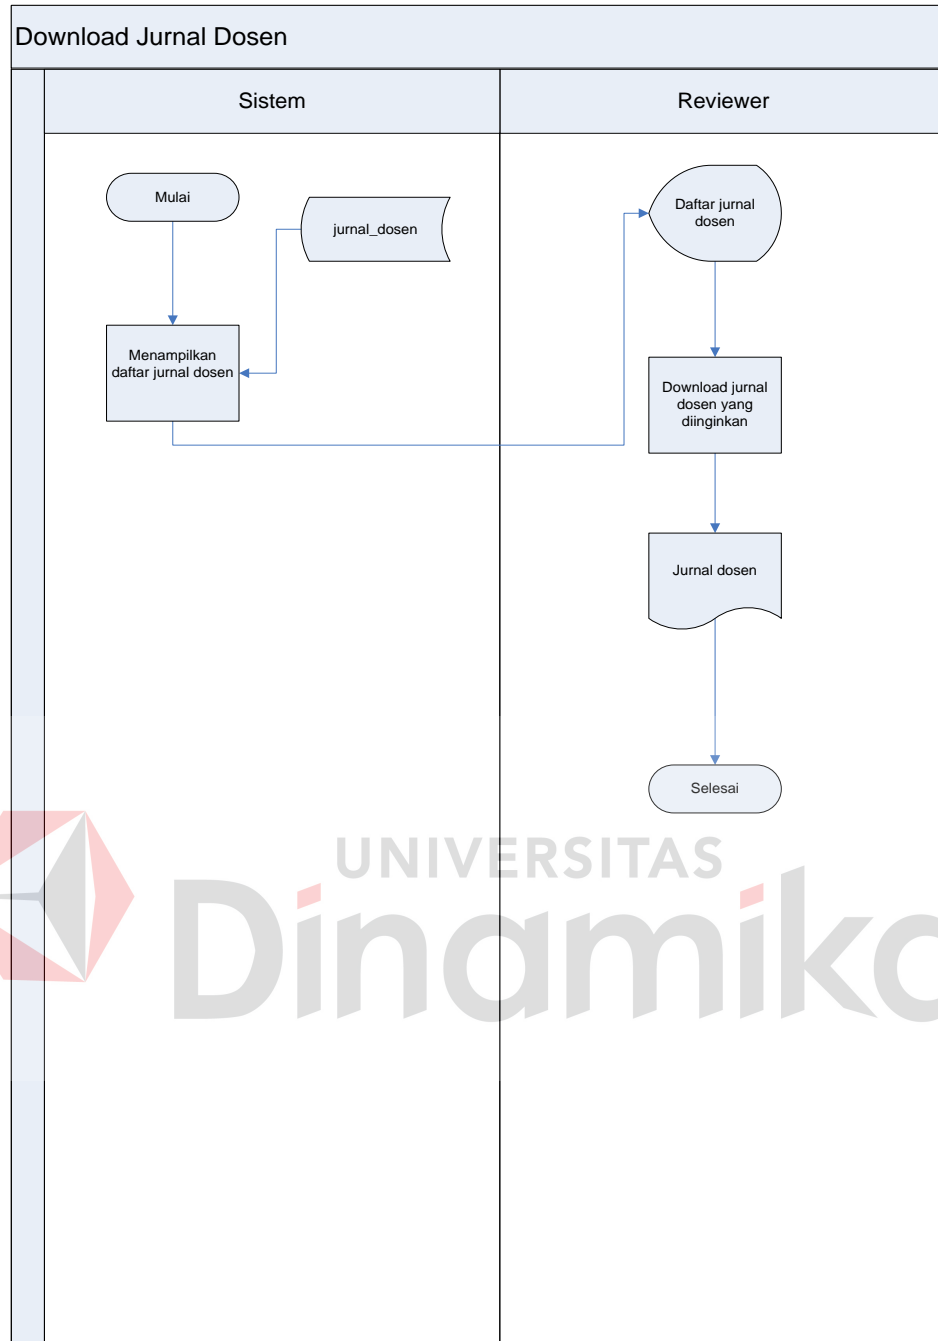 Download Jurnal Dosen
Sistem
Reviewer
Mulai
jurnal_dosen
Menampilkan
daftar jurnal dosen
Daftar jurnal
dosen
Download jurnal
dosen yang
diinginkan
Jurnal dosen
Selesai
UNIVERSITAS
Dinamika